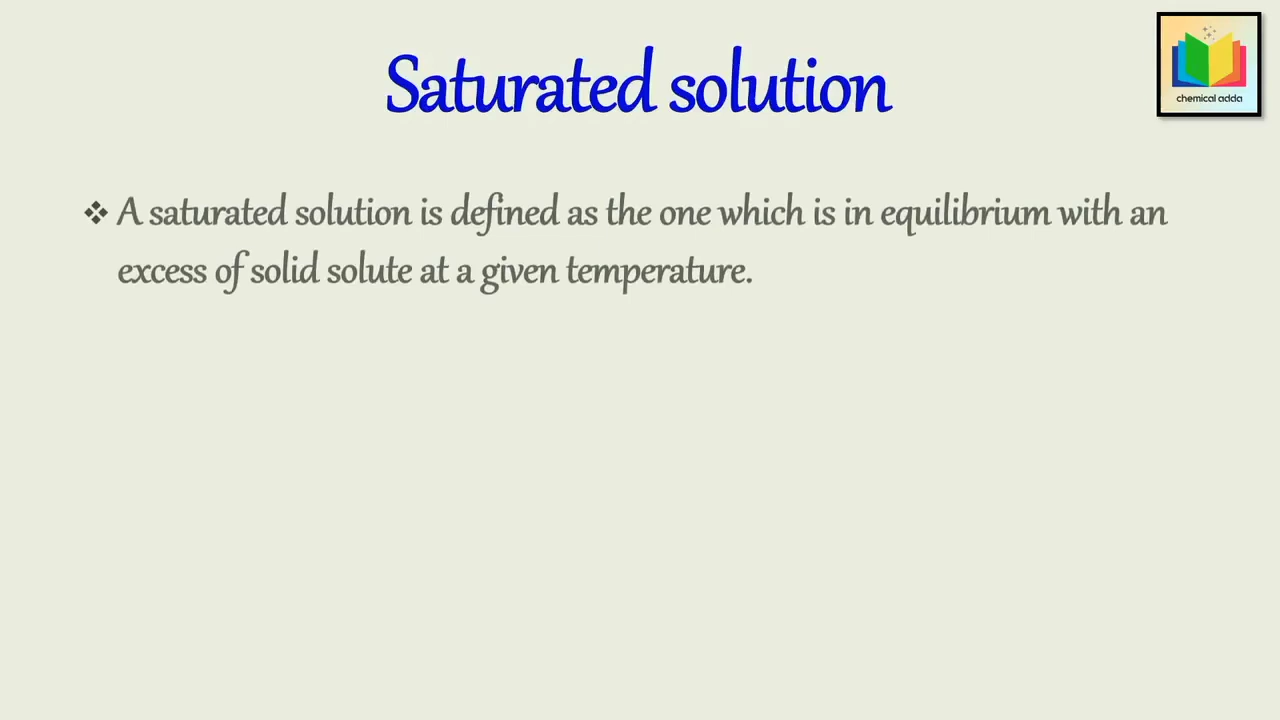 Saturated solution
chemical adda
❖ A saturated solution is defined as the one which is in equilibrium with an
excess of solid solute at a given temperature.